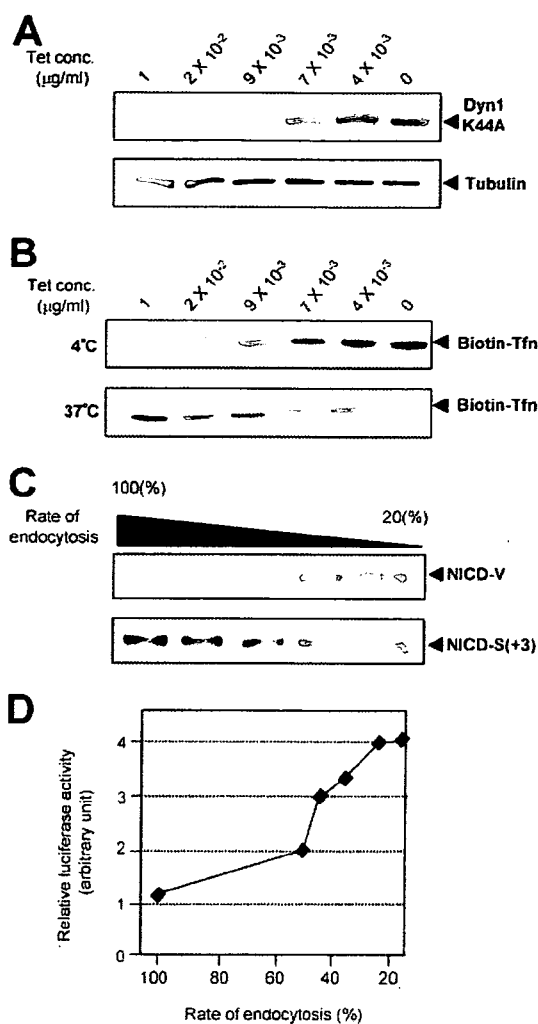 A
Tet conc.
(μg/ml)
1
2 X 10⁻²
9 X 10⁻³
7 X 10⁻³
4 X 10⁻³
0
Dyn1
K44A
Tubulin
B
Tet conc.
(μg/ml)
1
2 X 10⁻²
9 X 10⁻³
7 X 10⁻³
4 X 10⁻³
0
4°C
Biotin-Tfn
37°C
Biotin-Tfn
C
100(%)
Rate of
endocytosis
20(%)
NICD-V
NICD-S(+3)
D
Relative luciferase activity
(arbitrary unit)
4
3
2
1
0
100
80
60
40
20
Rate of endocytosis (%)